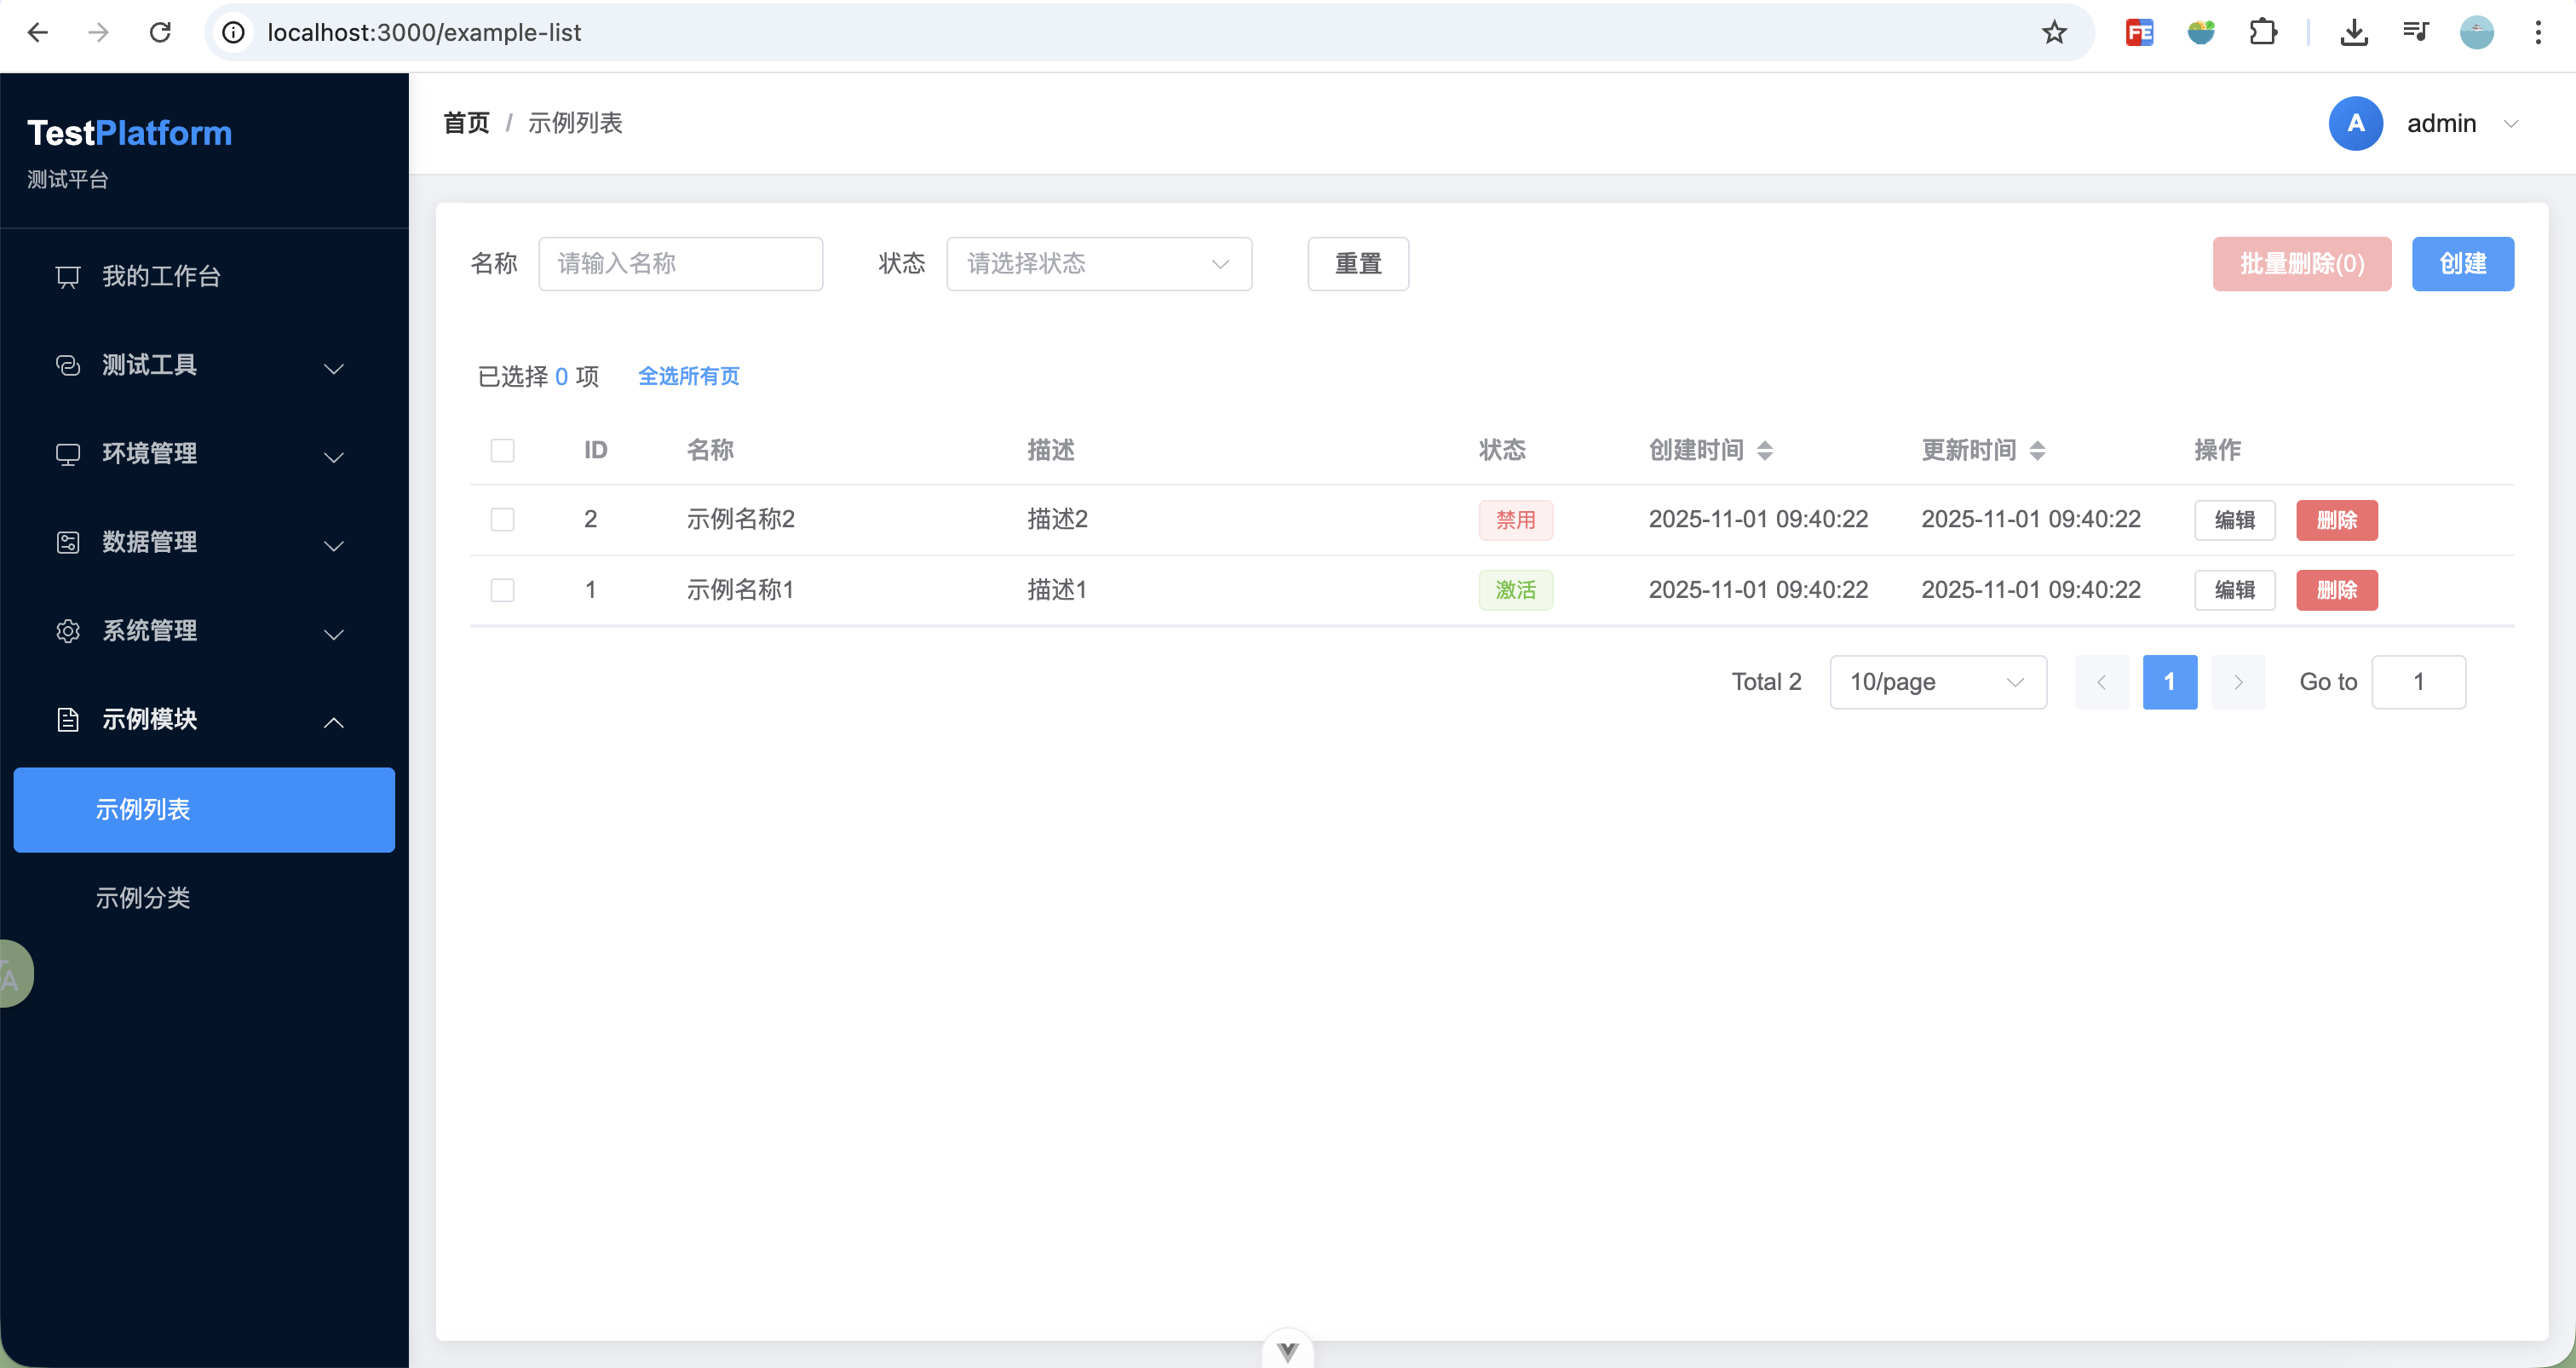 localhost:3000/example-list
FE
TestPlatform
测试平台
我的工作台
测试工具
环境管理
数据管理
系统管理
示例模块
示例列表
示例分类
A
首页 / 示例列表
A admin
名称 请输入名称 状态 请选择状态 重置 批量删除(0) 创建
已选择 0 项 全选所有页
ID 名称 描述 状态 创建时间 更新时间 操作
2 示例名称2 描述2 禁用 2025-11-01 09:40:22 2025-11-01 09:40:22 编辑 删除
1 示例名称1 描述1 激活 2025-11-01 09:40:22 2025-11-01 09:40:22 编辑 删除
Total 2 10/page 1 Go to 1